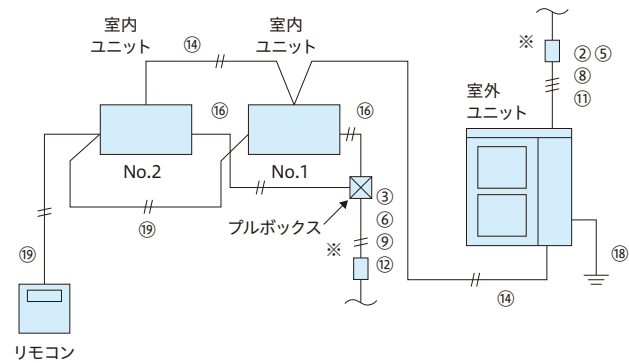 室内
ユニット
⑭
室内
ユニット
※
② ⑤
⑧
⑪
室外
ユニット
⑯
⑯
No.2
No.1
③
⑥
⑨
⑫
プルボックス
※
⑲
⑲
⑭
⑱
リモコン